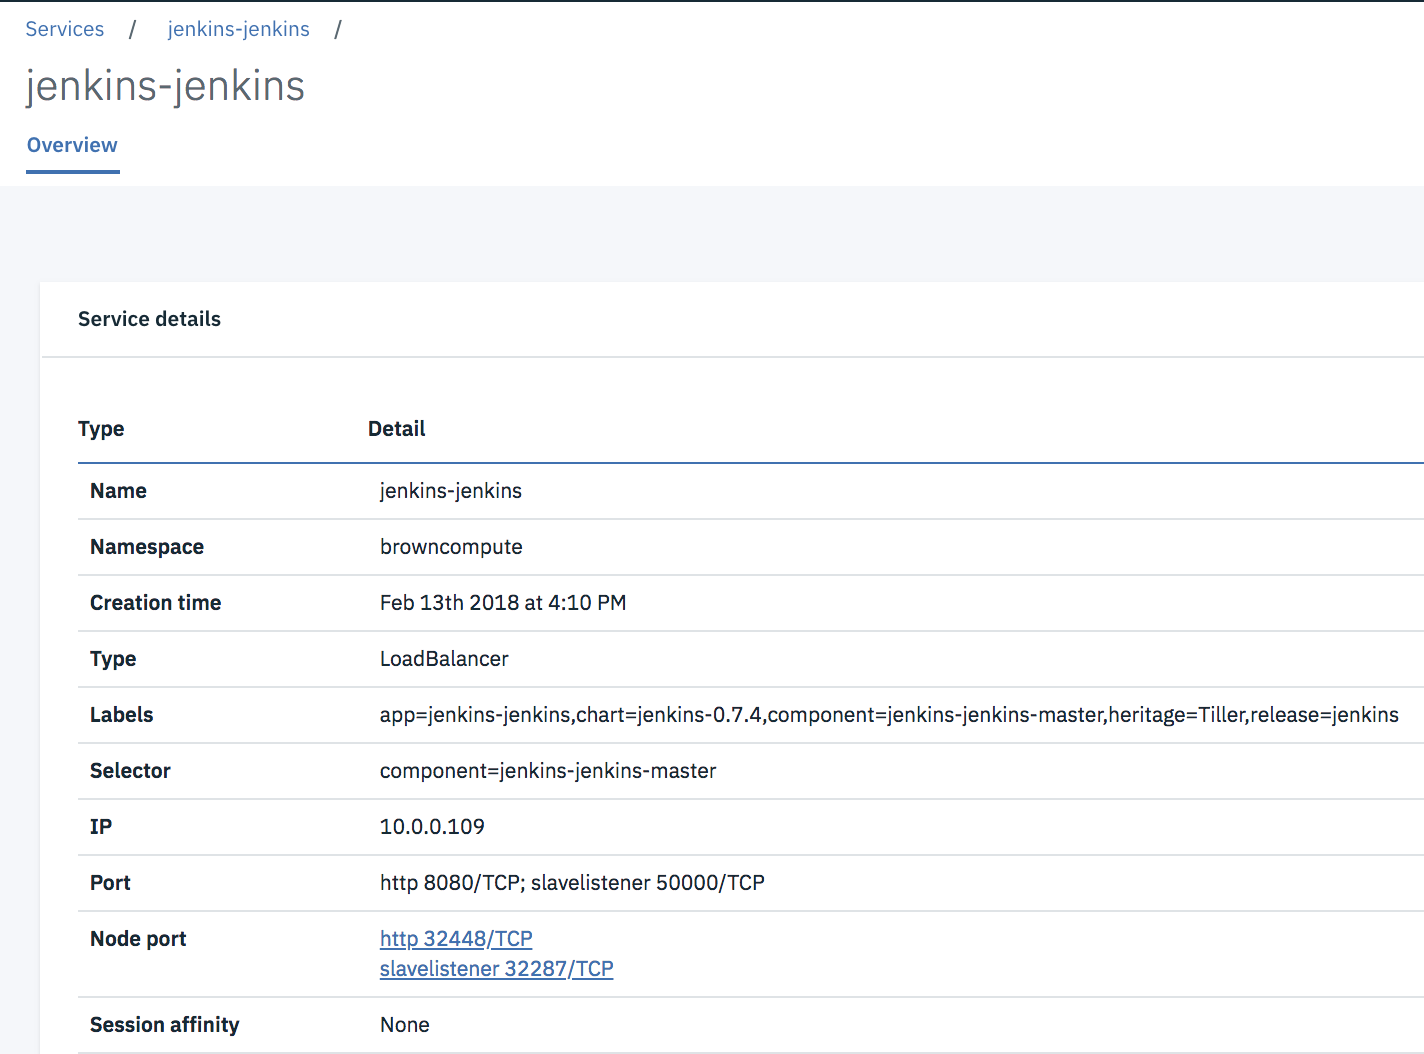 Services / jenkins-jenkins /
jenkins-jenkins
Overview
Service details
Type Detail
Name jenkins-jenkins
Namespace browncompute
Creation time Feb 13th 2018 at 4:10 PM
Type LoadBalancer
Labels app=jenkins-jenkins,chart=jenkins-0.7.4,component=jenkins-jenkins-master,heritage=Tiller,release=jenkins
Selector component=jenkins-jenkins-master
IP 10.0.0.109
Port http 8080/TCP; slavelistener 50000/TCP
Node port http 32448/TCP
slavelistener 32287/TCP
Session affinity None